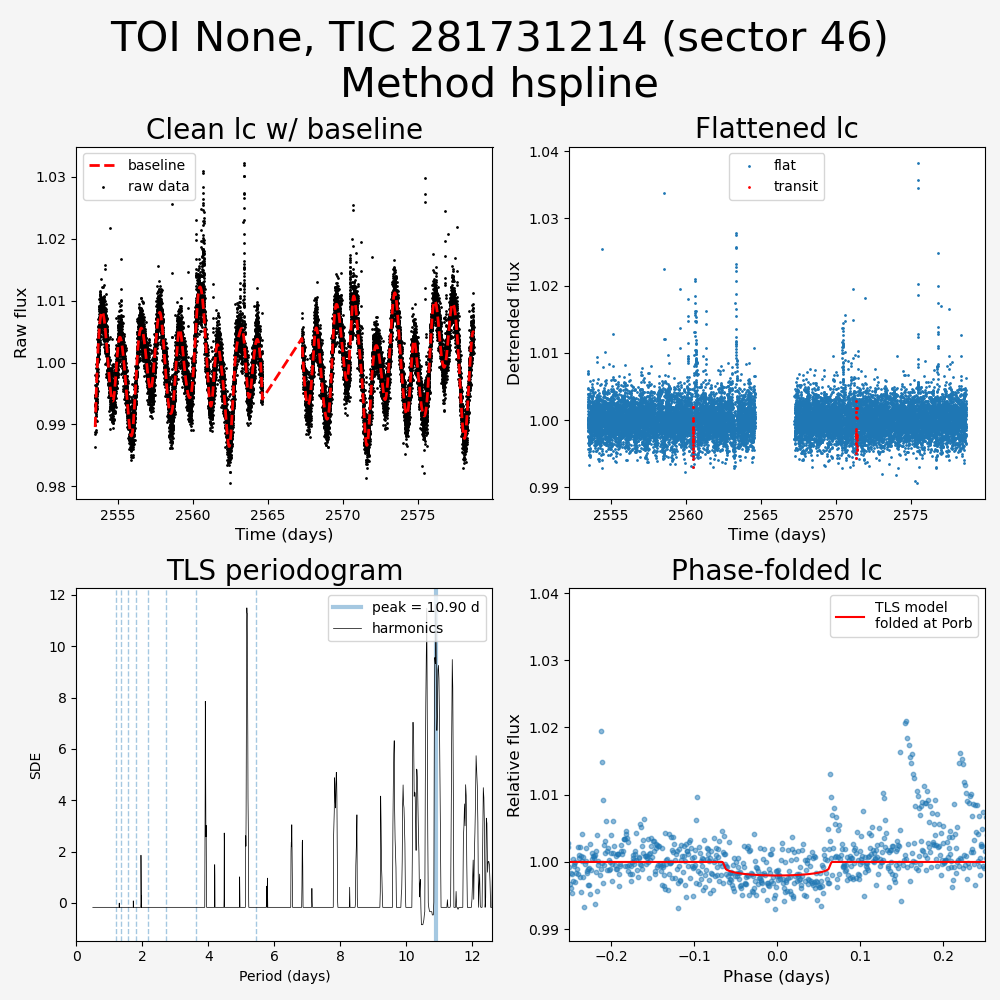 TOI None, TIC 281731214 (sector 46)
Method hspline
Clean lc w/ baseline
Flattened lc
baseline
raw data
flat
transit
1.03
1.02
1.01
1.00
0.99
0.98
Raw flux
2555
2560
2565
2570
2575
Time (days)
1.04
1.03
1.02
1.01
1.00
0.99
Detrended flux
2555
2560
2565
2570
2575
Time (days)
TLS periodogram
Phase-folded lc
peak = 10.90 d
harmonics
TLS model
folded at Porb
12
10
8
6
4
2
0
SDE
0
2
4
6
8
10
12
Period (days)
1.04
1.03
1.02
1.01
1.00
0.99
Relative flux
−0.2
−0.1
0.0
0.1
0.2
Phase (days)